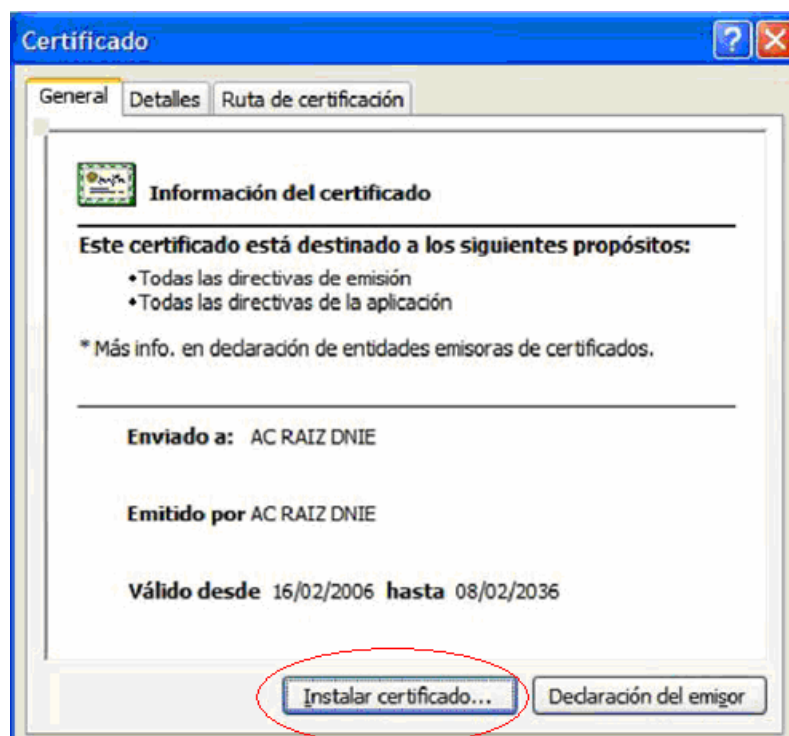 Certificado
General Detalles Ruta de certificación
Información del certificado
Este certificado está destinado a los siguientes propósitos:
•Todas las directivas de emisión
•Todas las directivas de la aplicación
* Más info. en declaración de entidades emisoras de certificados.
Enviado a: AC RAIZ DNIE
Emitido por AC RAIZ DNIE
Válido desde 16/02/2006 hasta 08/02/2036
Instalar certificado... Declaración del emisor